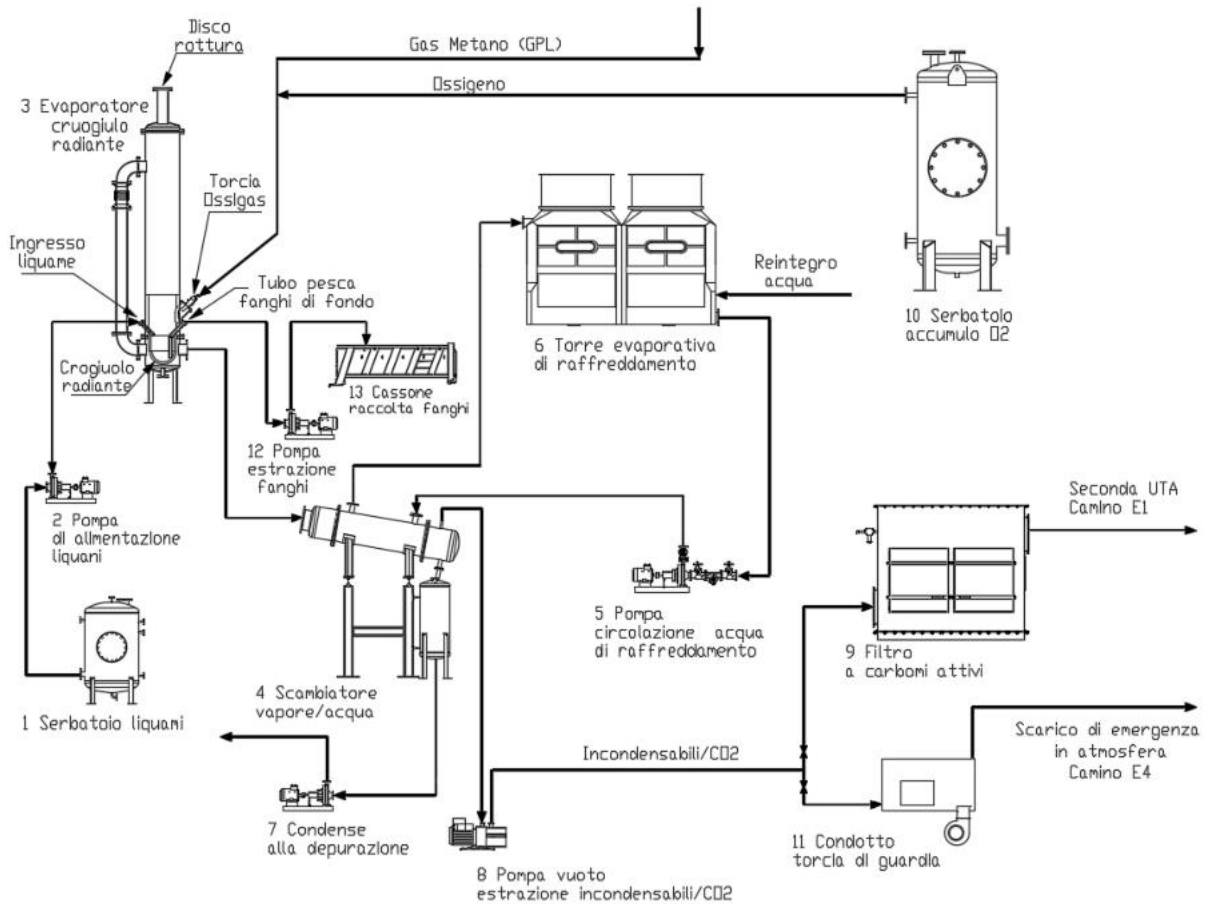 Disco
rottura
Gas Metano (GPL)
Ossigeno
3 Evaporatore
cruogiulo
radiante
Torcia
Ossigas
Ingresso
liquame
Tubo pesca
fanghi di fondo
Reintegro
acqua
10 Serbatoio
accumulo O2
6 Torre evaporativa
di raffreddamento
Crogiuolo
radiante
13 Cassone
raccolta fanghi
12 Pompa
estrazione
fanghi
Seconda UTA
Camino E1
2 Pompa
di alimentazione
liquani
5 Pompa
circolazione acqua
di raffreddamento
9 Filtro
a carbomi attivi
4 Scambiatore
vapore/acqua
1 Serbatoio liquami
Scarico di emergenza
in atmosfera
Camino E4
Incondensabili/CO2
7 Condense
alla depurazione
11 Condotto
torcia di guardia
8 Pompa vuoto
estrazione incondensabili/CO2